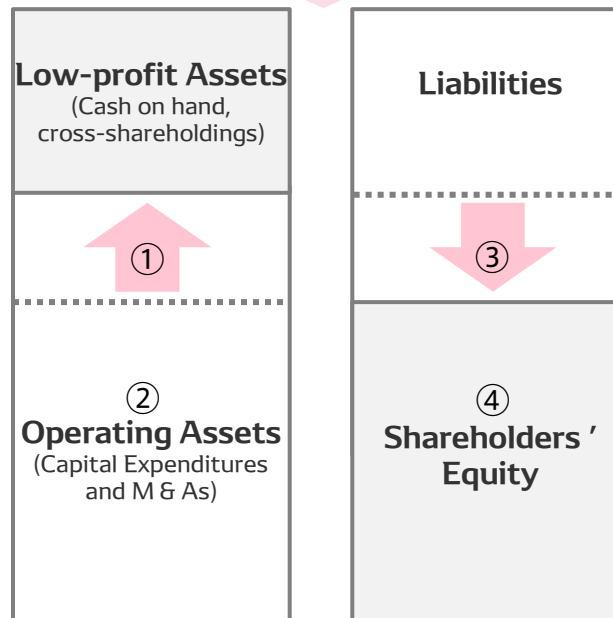 Low-profit Assets
(Cash on hand,
cross-shareholdings)
①
②
Operating Assets
(Capital Expenditures
and M & As)
Liabilities
③
④
Shareholders ’
Equity